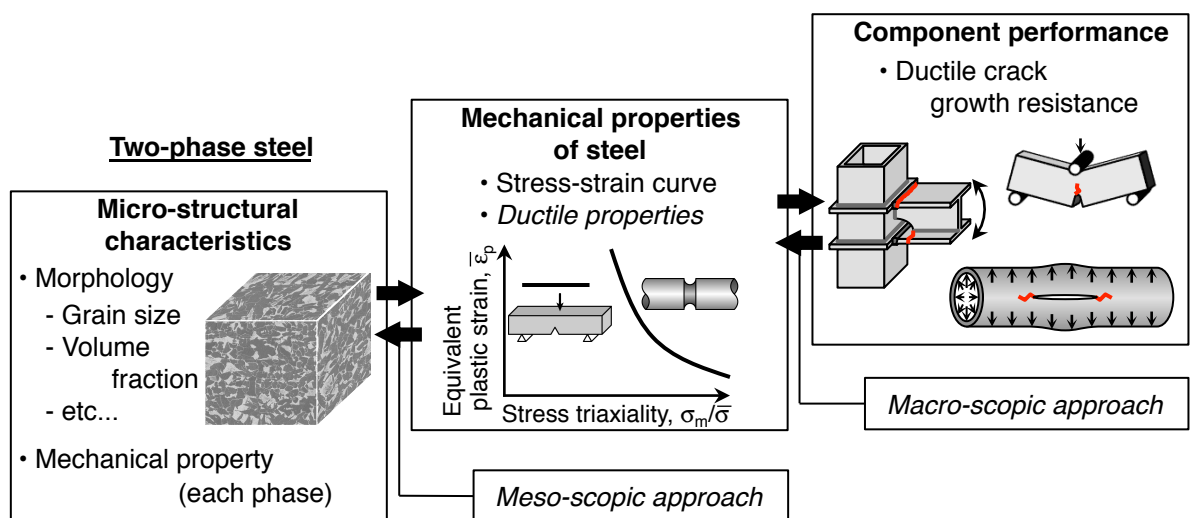 Two-phase steel
Micro-structural
characteristics
• Morphology
- Grain size
- Volume
fraction
- etc...
• Mechanical property
(each phase)
Mechanical properties
of steel
• Stress-strain curve
• Ductile properties
Equivalent
plastic strain, ε̅p
Stress triaxiality, σm/σ̅
Meso-scopic approach
Component performance
• Ductile crack
growth resistance
Macro-scopic approach